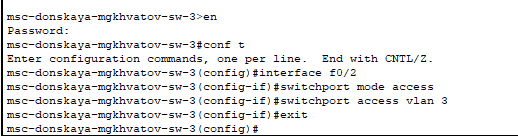 msc-donskaya-mgkhvatov-sw-3>en
Password:
msc-donskaya-mgkhvatov-sw-3#conf t
Enter configuration commands, one per line.  End with CNTL/Z.
msc-donskaya-mgkhvatov-sw-3(config)#interface f0/2
msc-donskaya-mgkhvatov-sw-3(config-if)#switchport mode access
msc-donskaya-mgkhvatov-sw-3(config-if)#switchport access vlan 3
msc-donskaya-mgkhvatov-sw-3(config-if)#exit
msc-donskaya-mgkhvatov-sw-3(config)#